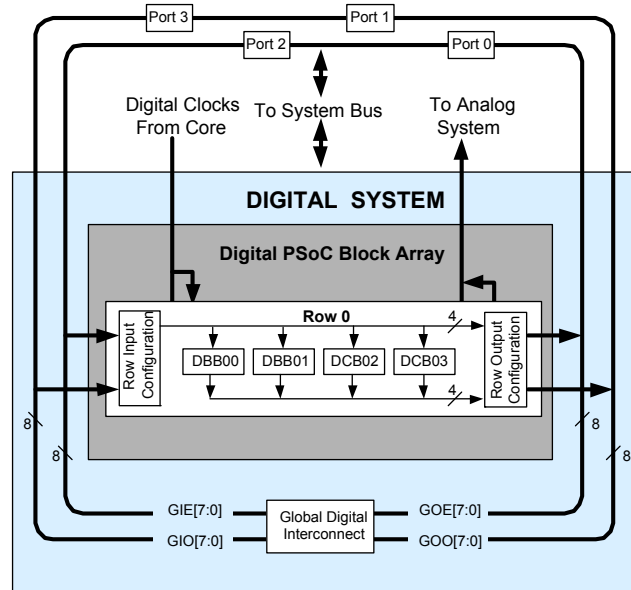 Port 3
Port 1
Port 2
Port 0
Digital Clocks
From Core
To System Bus
To Analog
System
DIGITAL SYSTEM
Digital PSoC Block Array
Row Input
Configuration
Row 0
4
DBB00
DBB01
DCB02
DCB03
4
Row Output
Configuration
8
8
8
8
GIE[7:0]
GIO[7:0]
Global Digital
Interconnect
GOE[7:0]
GOO[7:0]